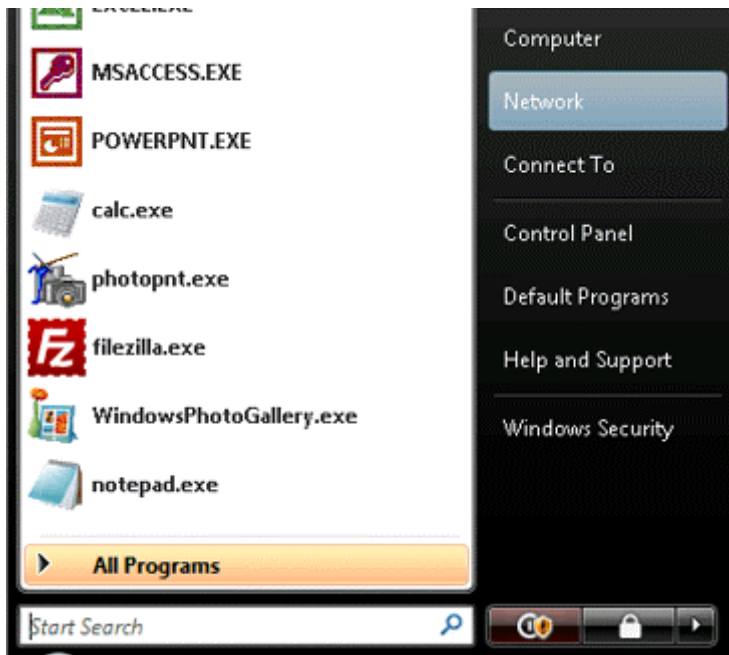 MSACCESS.EXE
POWERPNT.EXE
calc.exe
photopnt.exe
filezilla.exe
WindowsPhotoGallery.exe
notepad.exe
All Programs
Start Search
Computer
Network
Connect To
Control Panel
Default Programs
Help and Support
Windows Security